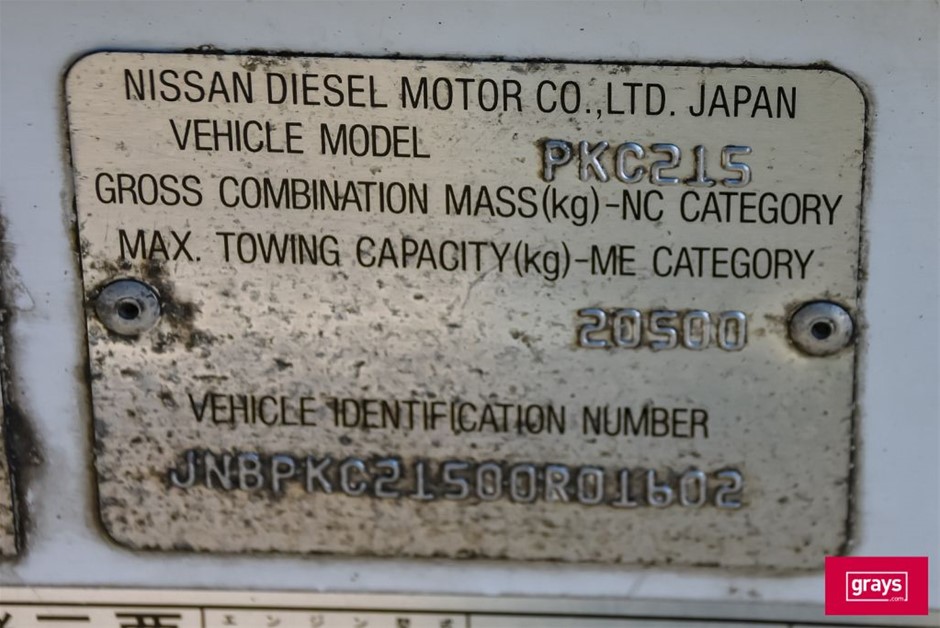 NISSAN DIESEL MOTOR CO.,LTD. JAPAN
VEHICLE MODEL PKC215
GROSS COMBINATION MASS(kg)-NC CATEGORY
MAX. TOWING CAPACITY(kg)-ME CATEGORY
20500
VEHICLE IDENTIFICATION NUMBER
JNBPKC21500R01602
grays
.com